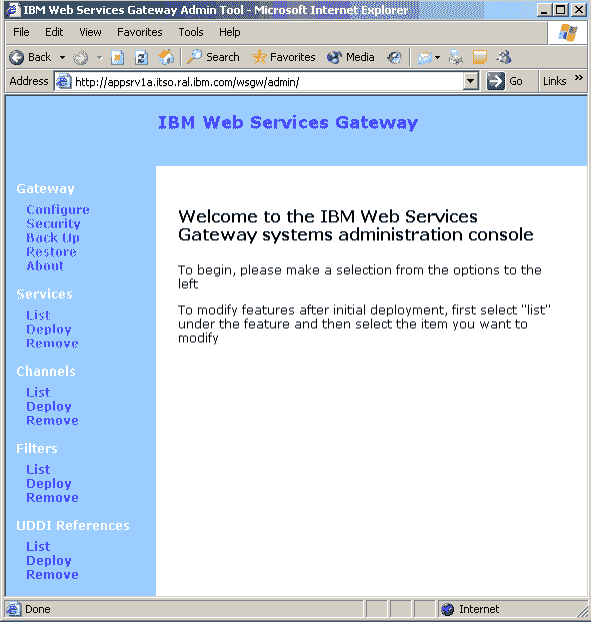 IBM Web Services Gateway Admin Tool - Microsoft Internet Explorer
File Edit View Favorites Tools Help
Back Search Favorites Media
Address http://appsrv1a.itso.ral.ibm.com/wsgw/admin/ Go Links »
IBM Web Services Gateway
Gateway
Configure
Security
Back Up
Restore
About
Services
List
Deploy
Remove
Channels
List
Deploy
Remove
Filters
List
Deploy
Remove
UDDI References
List
Deploy
Remove
Welcome to the IBM Web Services
Gateway systems administration console
To begin, please make a selection from the options to the
left
To modify features after initial deployment, first select "list"
under the feature and then select the item you want to
modify
Done Internet